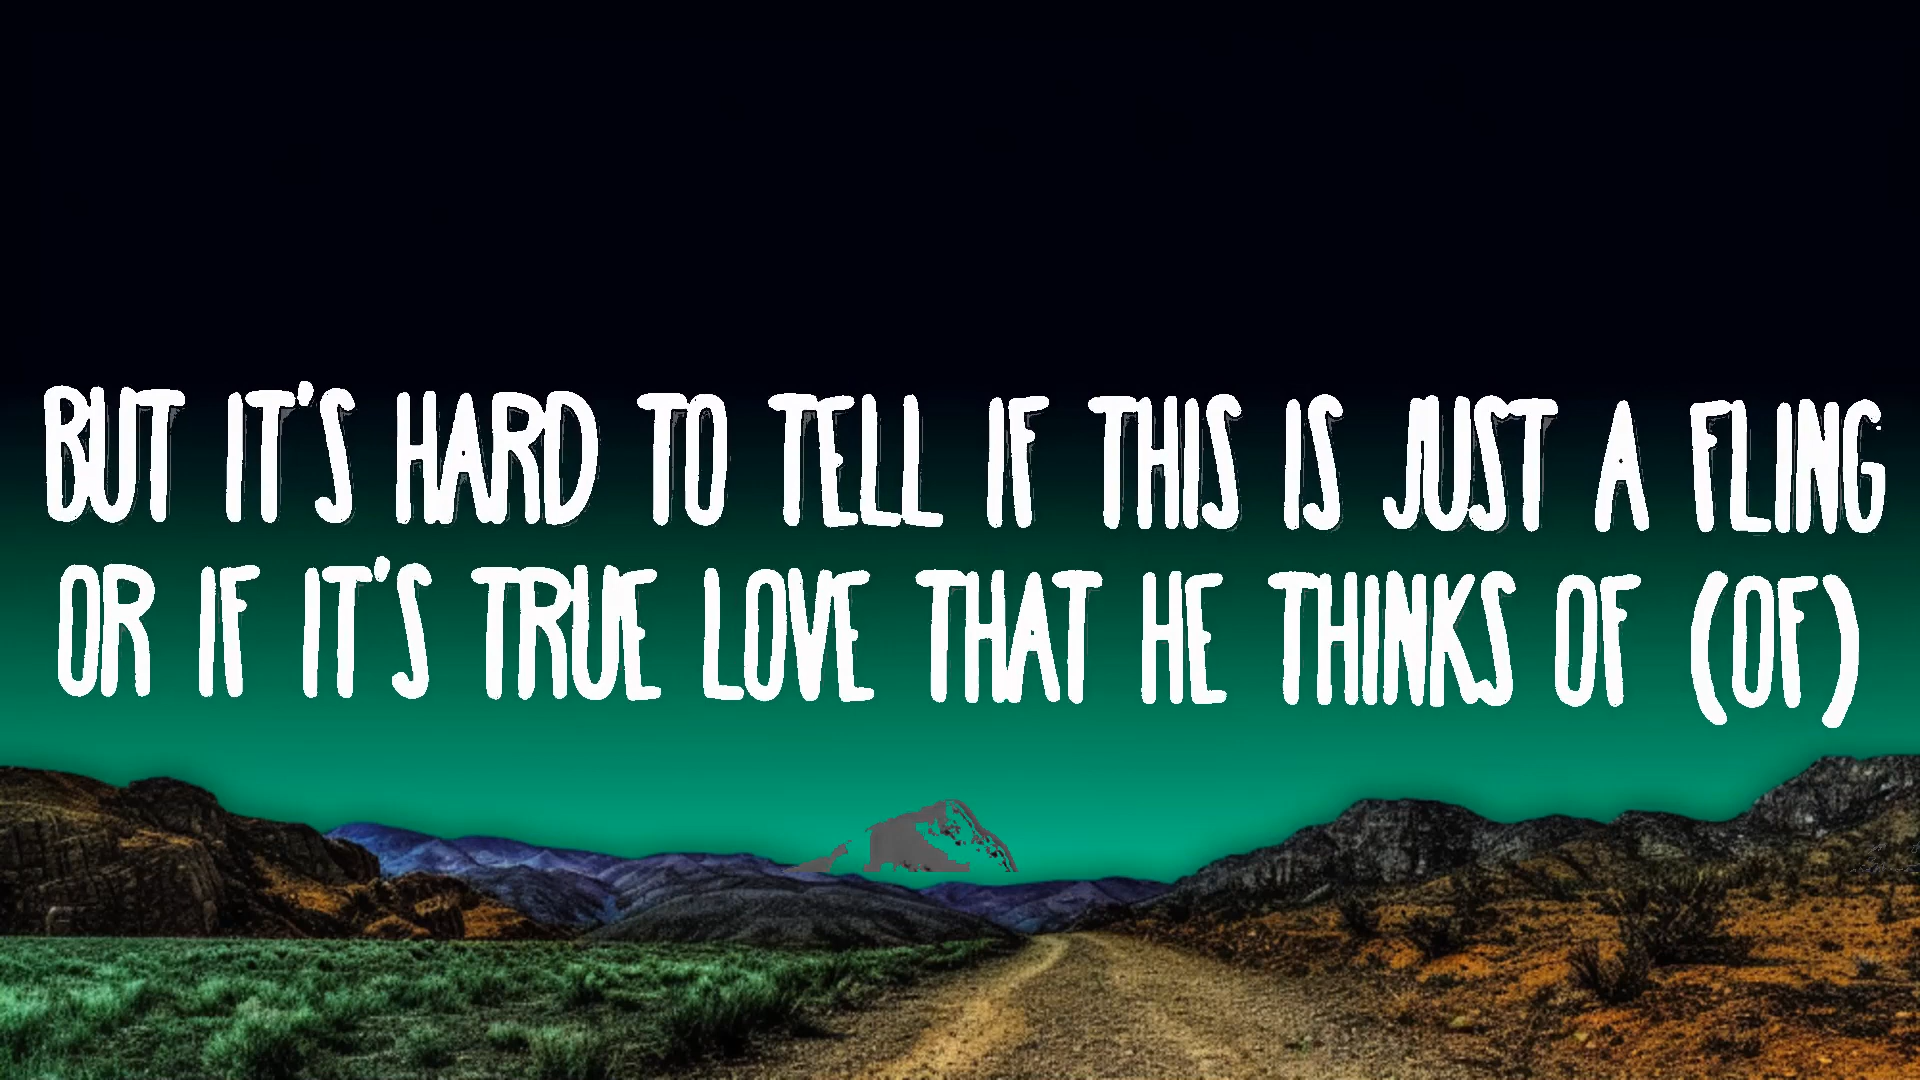 BUT IT'S HARD TO TELL IF THIS IS JUST A FLING
OR IF IT'S TRUE LOVE THAT HE THINKS OF (OF)